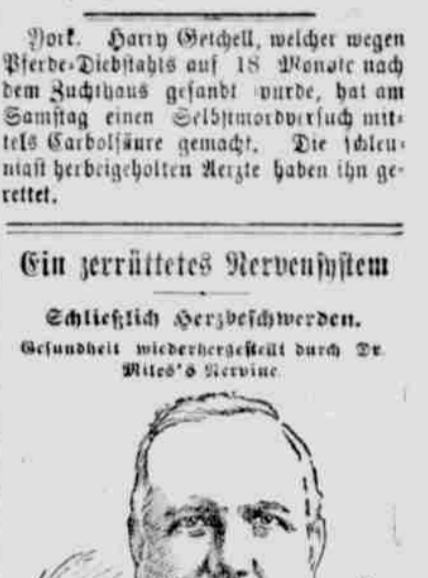 York. Harry Getchell, welcher wegen
Pferde-Diebstahls auf 18 Monate nach
dem Zuchthaus gesandt wurde, hat am
Samstag einen Selbstmordversuch mit-
tels Carbolsäure gemacht. Die schleu-
nigst herbeigeholten Aerzte haben ihn ge-
rettet.
Ein zerrüttetes Nervensystem
Schließlich Herzbeschwerden.
Gesundheit wiederhergestellt durch Dr.
Miles's Nervine